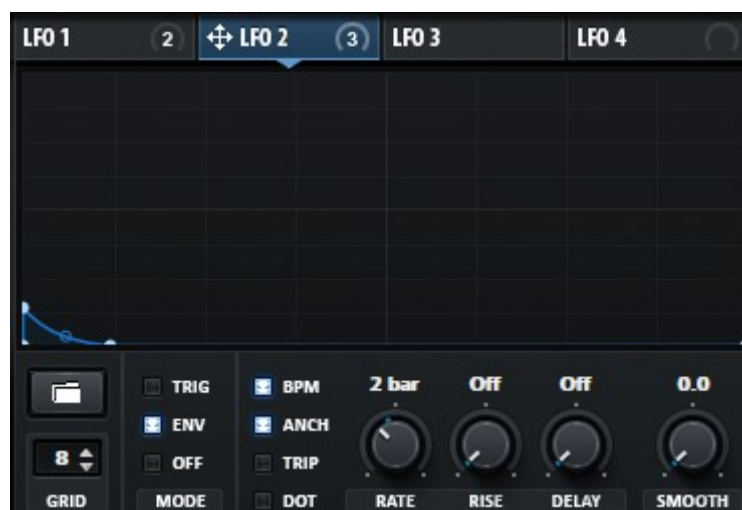 LFO 1 2 LFO 2 3 LFO 3 LFO 4
TRIG BPM 2 bar Off Off 0.0
ENV ANCH
8 OFF TRIP
GRID MODE DOT RATE RISE DELAY SMOOTH